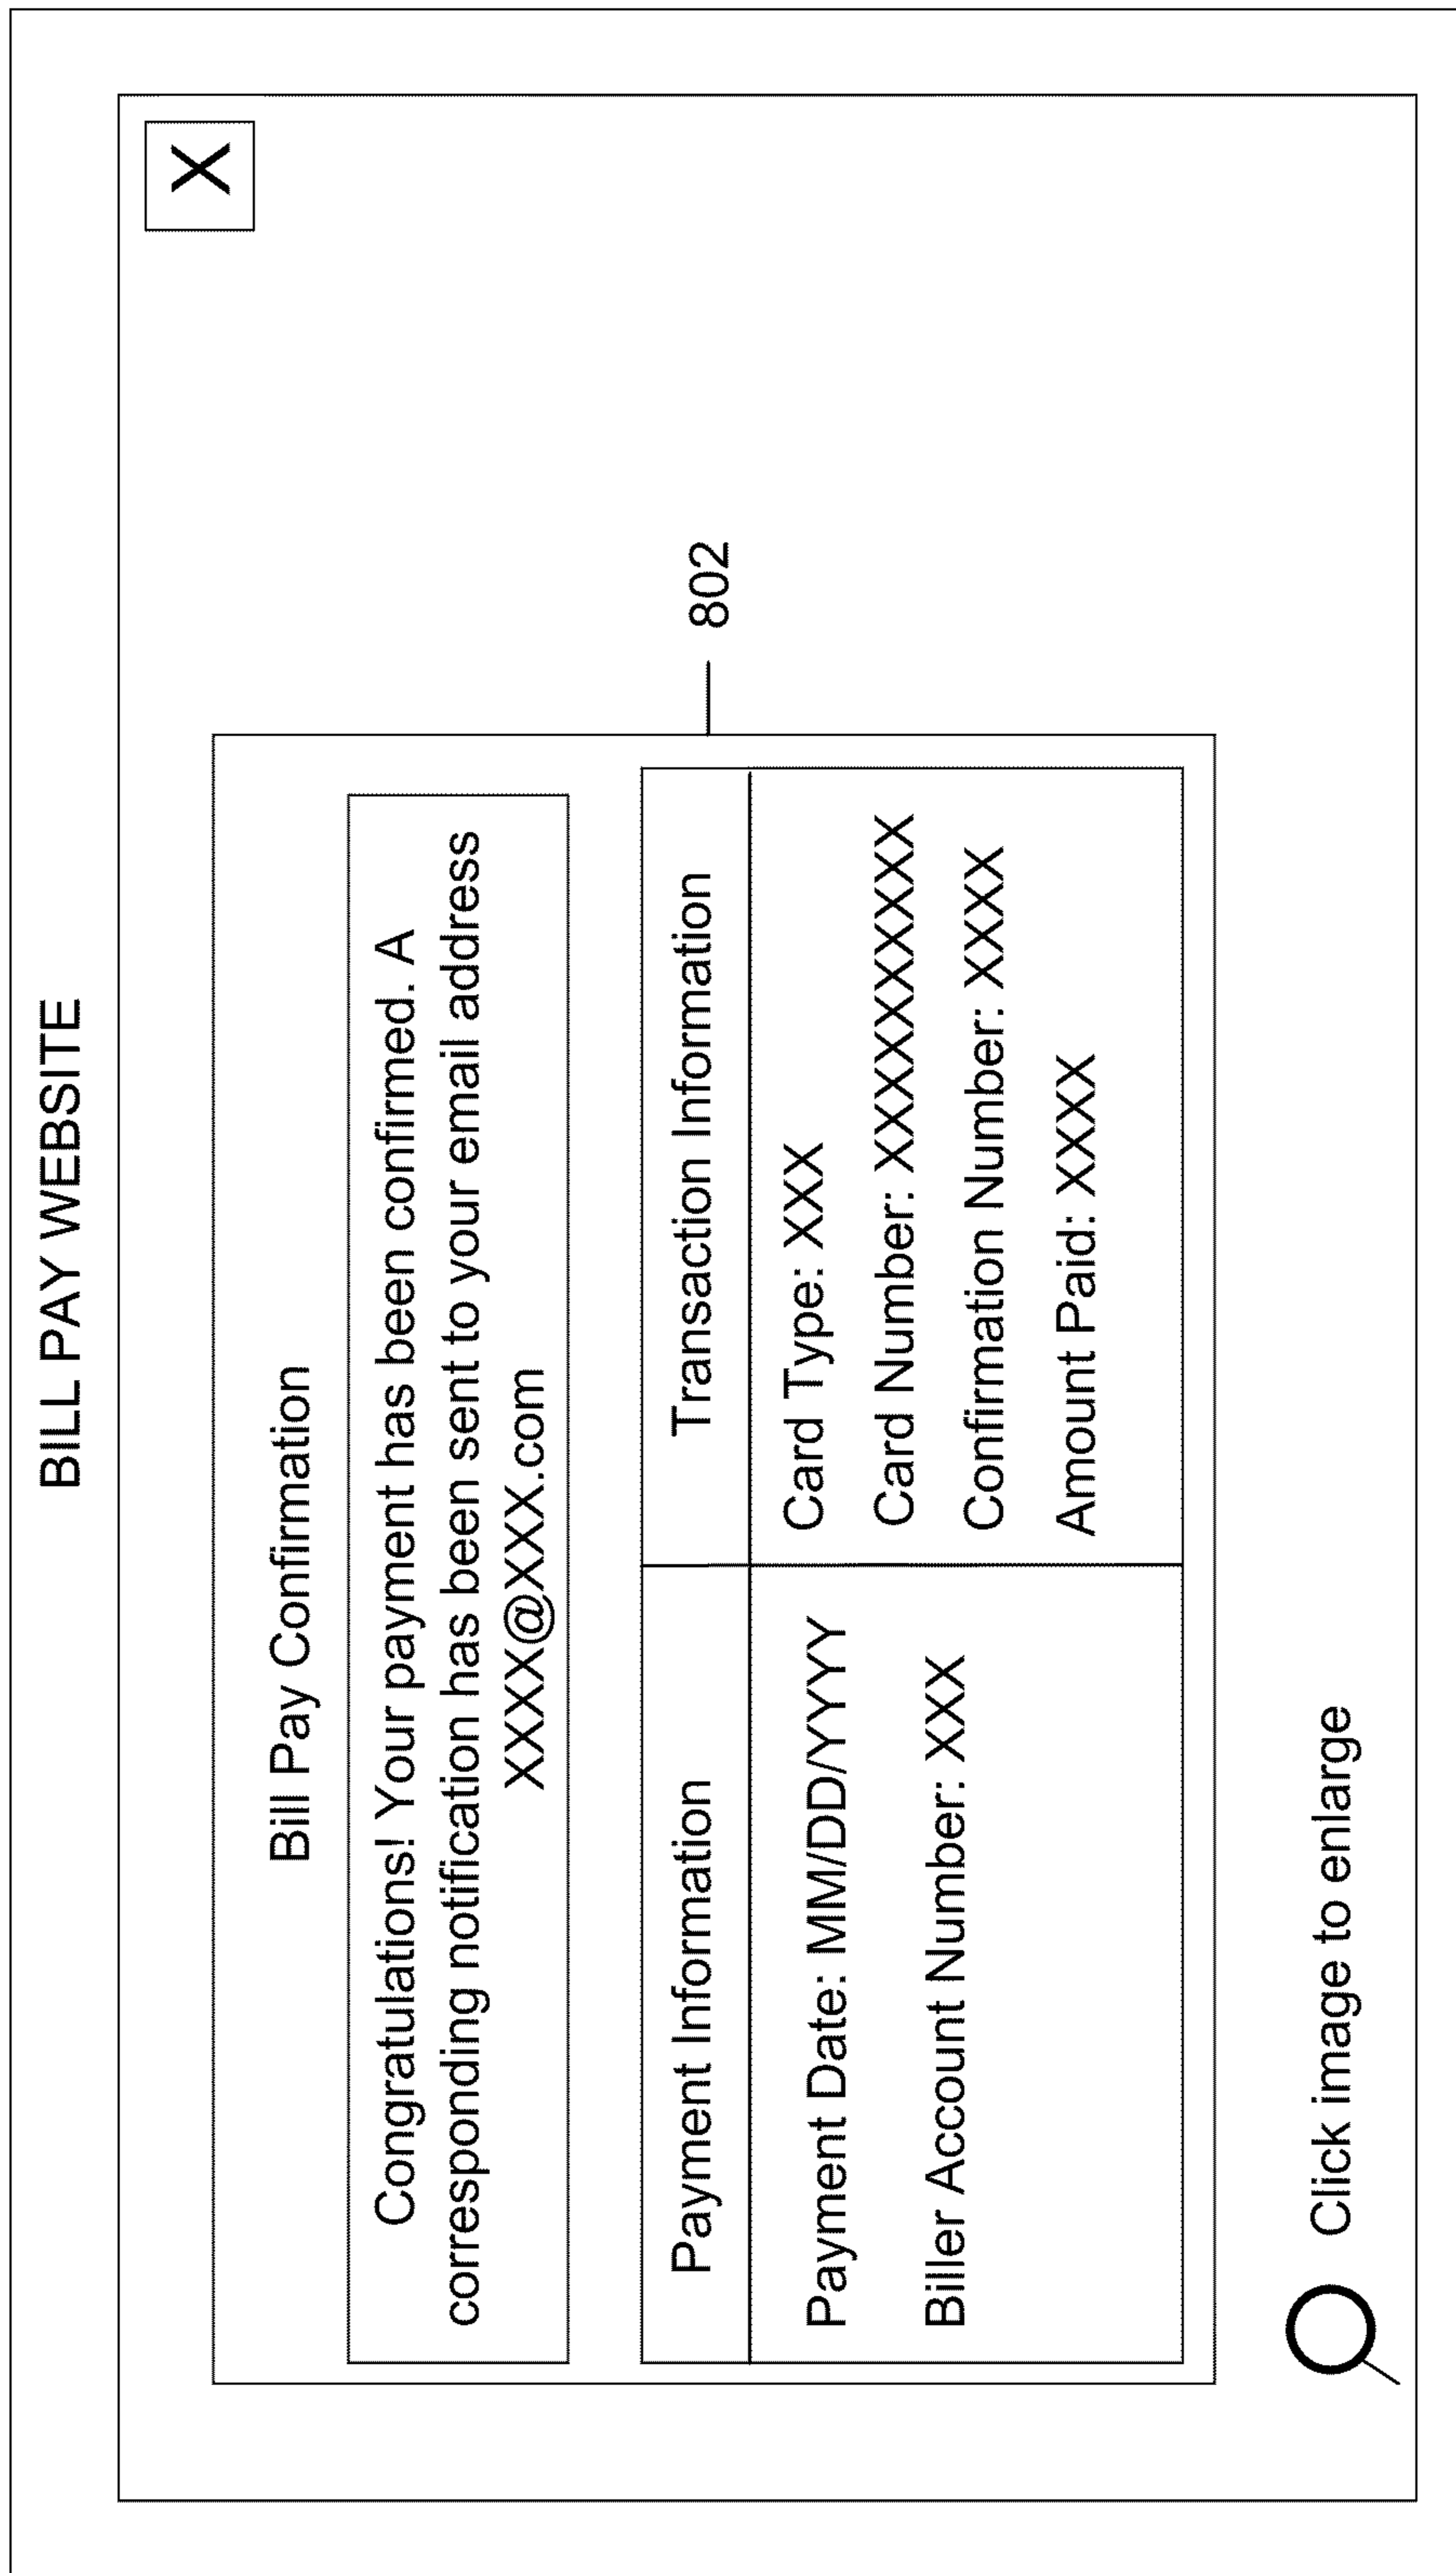 BILL PAY WEBSITE
X
Bill Pay Confirmation
Congratulations! Your payment has been confirmed. A
corresponding notification has been sent to your email address
XXXX@XXX.com
802
Payment Information
Payment Date: MM/DD/YYYY
Biller Account Number: XXX
Transaction Information
Card Type: XXX
Card Number: XXXXXXXXXX
Confirmation Number: XXXX
Amount Paid: XXXX
Click image to enlarge